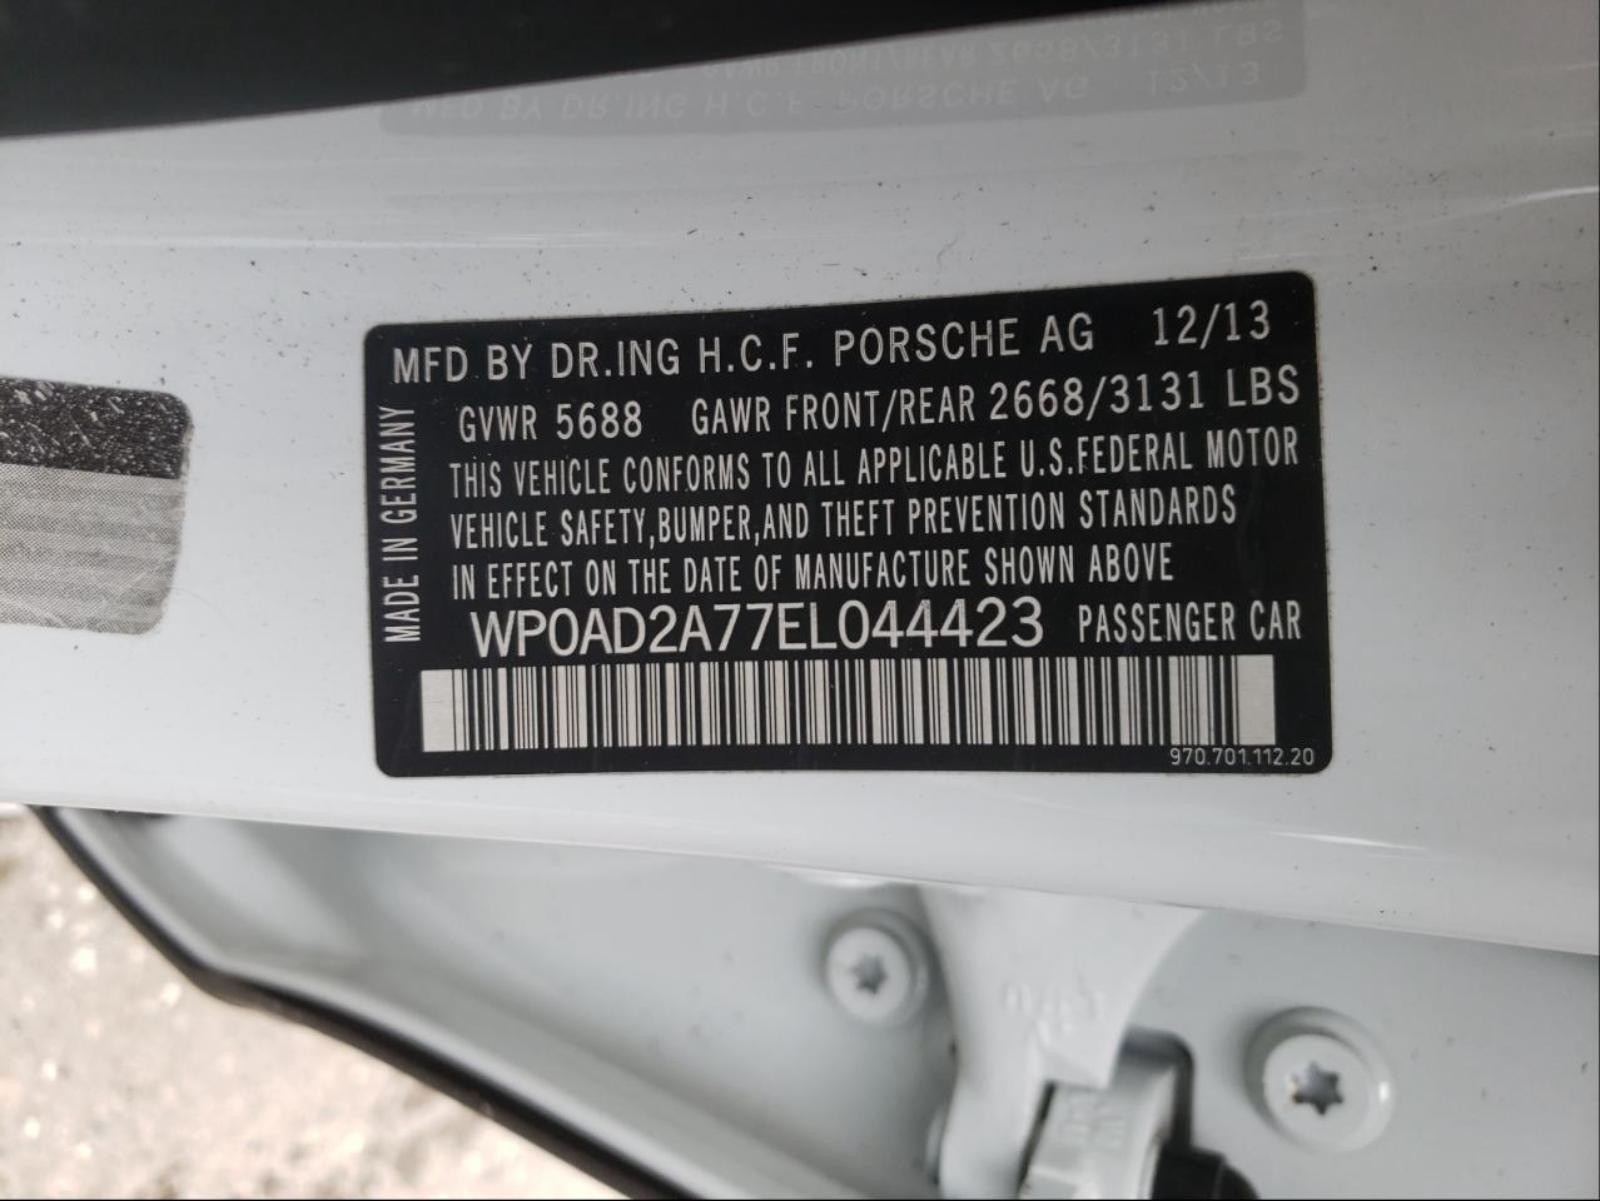 MFD BY DR.ING H.C.F. PORSCHE AG 12/13
GVWR 5688 GAWR FRONT/REAR 2668/3131 LBS
THIS VEHICLE CONFORMS TO ALL APPLICABLE U.S.FEDERAL MOTOR
VEHICLE SAFETY,BUMPER,AND THEFT PREVENTION STANDARDS
IN EFFECT ON THE DATE OF MANUFACTURE SHOWN ABOVE
WP0AD2A77EL044423 PASSENGER CAR
970.701.112.20
MADE IN GERMANY